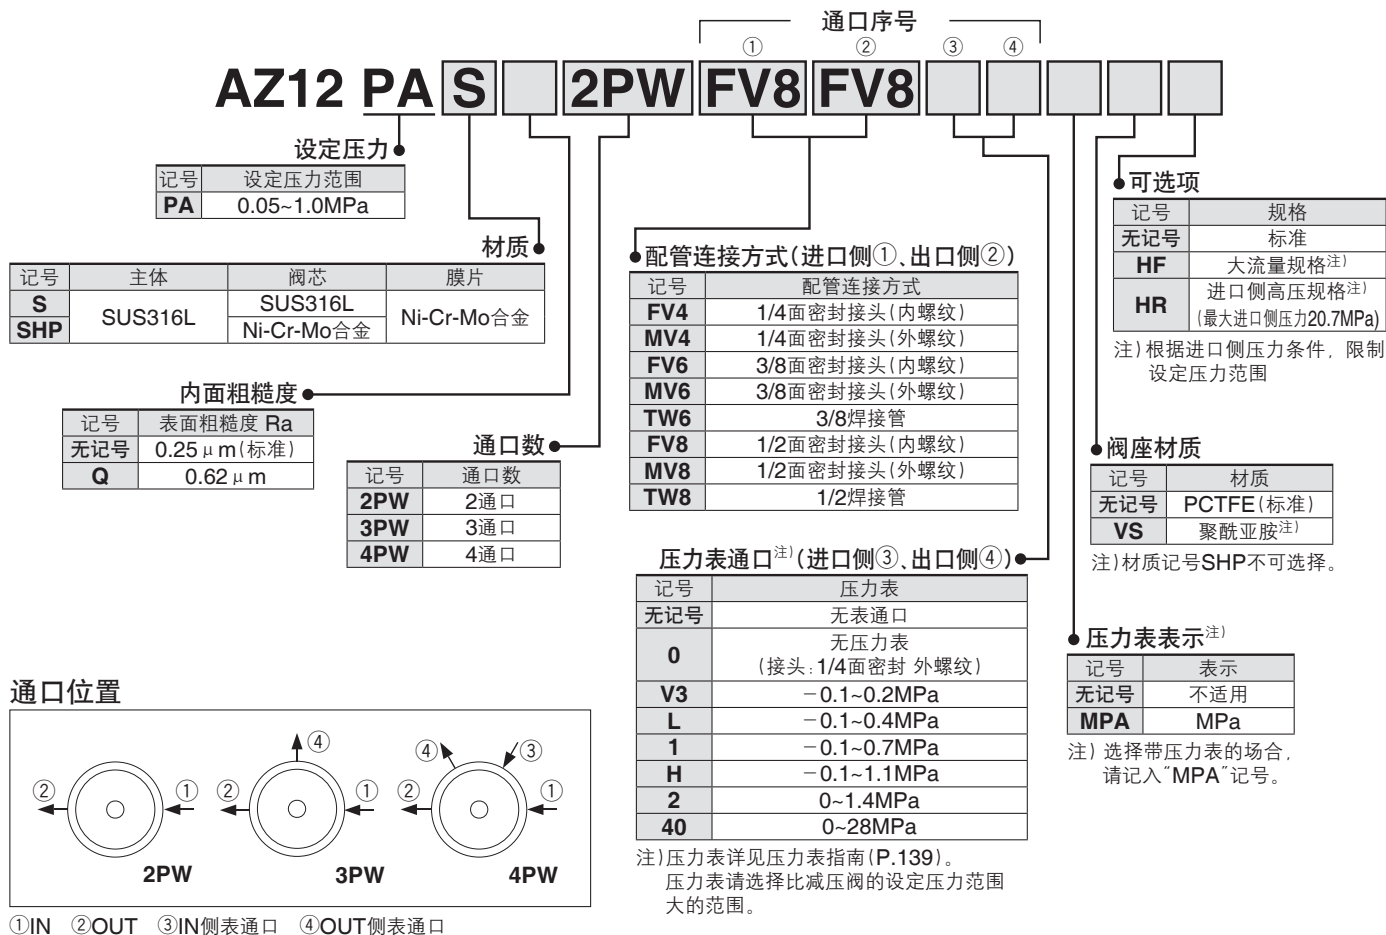 通口序号
① ② ③ ④
AZ12 PA S 2PW FV8 FV8
设定压力
记号 设定压力范围
PA 0.05~1.0MPa
材质
记号 主体 阀芯 膜片
S SUS316L SUS316L Ni-Cr-Mo合金
SHP Ni-Cr-Mo合金
内面粗糙度
记号 表面粗糙度 Ra
无记号 0.25μm(标准)
Q 0.62μm
通口数
记号 通口数
2PW 2通口
3PW 3通口
4PW 4通口
配管连接方式(进口侧①、出口侧②)
记号 配管连接方式
FV4 1/4面密封接头(内螺纹)
MV4 1/4面密封接头(外螺纹)
FV6 3/8面密封接头(内螺纹)
MV6 3/8面密封接头(外螺纹)
TW6 3/8焊接管
FV8 1/2面密封接头(内螺纹)
MV8 1/2面密封接头(外螺纹)
TW8 1/2焊接管
压力表通口注)(进口侧③、出口侧④)
记号 压力表
无记号 无表通口
0 无压力表
(接头:1/4面密封 外螺纹)
V3 -0.1~0.2MPa
L -0.1~0.4MPa
1 -0.1~0.7MPa
H -0.1~1.1MPa
2 0~1.4MPa
40 0~28MPa
注)压力表详见压力表指南(P.139)。
压力表请选择比减压阀的设定压力范围
大的范围。
可选项
记号 规格
无记号 标准
HF 大流量规格注)
HR 进口侧高压规格注)
(最大进口侧压力20.7MPa)
注)根据进口侧压力条件，限制
设定压力范围
阀座材质
记号 材质
无记号 PCTFE(标准)
VS 聚酰亚胺注)
注)材质记号SHP不可选择。
压力表表示注)
记号 表示
无记号 不适用
MPA MPa
注) 选择带压力表的场合，
请记入"MPA"记号。
通口位置
② ① ② ④ ① ② ④ ③ ①
2PW 3PW 4PW
①IN ②OUT ③IN侧表通口 ④OUT侧表通口